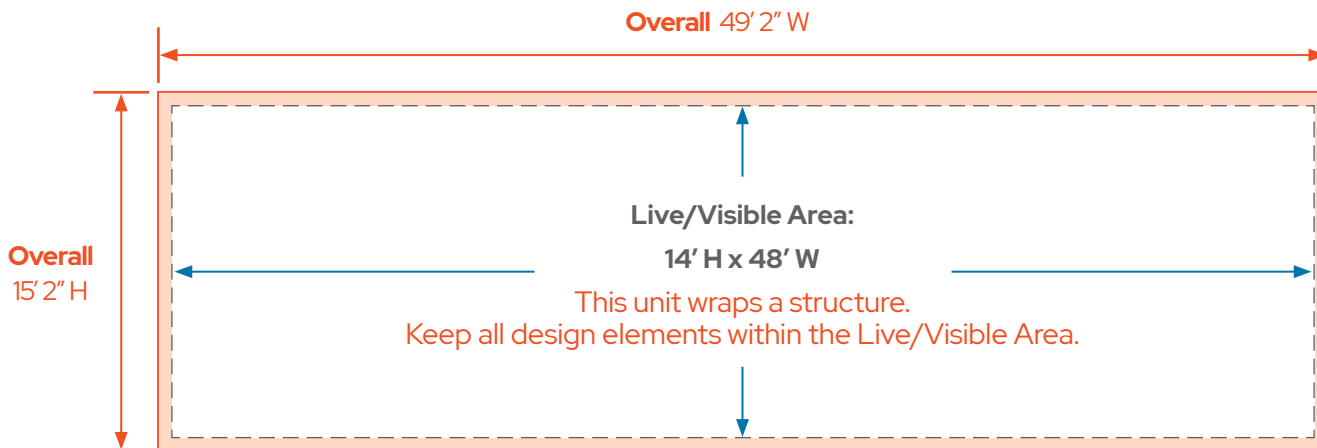 Overall 49’ 2” W
Overall
15’ 2” H
Live/Visible Area:
14’ H x 48’ W
This unit wraps a structure.
Keep all design elements within the Live/Visible Area.